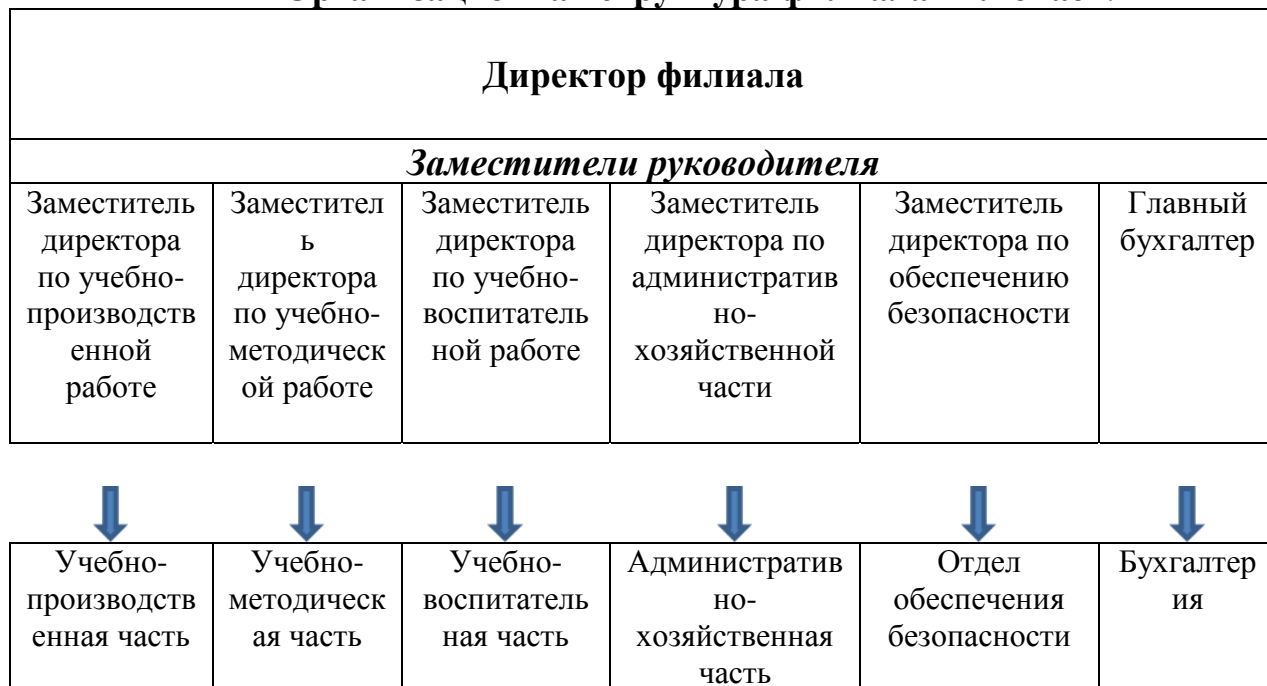 Организационная структура филиала
Директор филиала
Заместители руководителя
Заместитель
директора
по учебно-
производств
енной
работе
Заместител
ь
директора
по учебно-
методическ
ой работе
Заместитель
директора
по учебно-
воспитатель
ной работе
Заместитель
директора по
административ
но-
хозяйственной
части
Заместитель
директора по
обеспечению
безопасности
Главный
бухгалтер
Учебно-
производств
енная часть
Учебно-
методическ
ая часть
Учебно-
воспитатель
ная часть
Административ
но-
хозяйственная
часть
Отдел
обеспечения
безопасности
Бухгалтер
ия